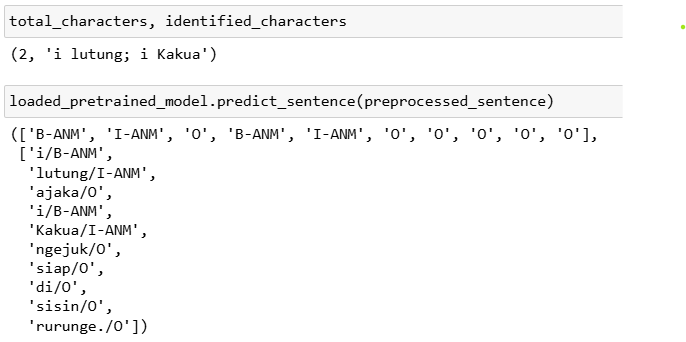 total_characters, identified_characters
(2, 'i lutung; i Kakua')
loaded_pretrained_model.predict_sentence(preprocessed_sentence)
(['B-ANM', 'I-ANM', 'O', 'B-ANM', 'I-ANM', 'O', 'O', 'O', 'O', 'O'],
['i/B-ANM',
'lutung/I-ANM',
'ajaka/O',
'i/B-ANM',
'Kakua/I-ANM',
'ngejuk/O',
'siap/O',
'di/O',
'sisin/O',
'rurunge./O'])